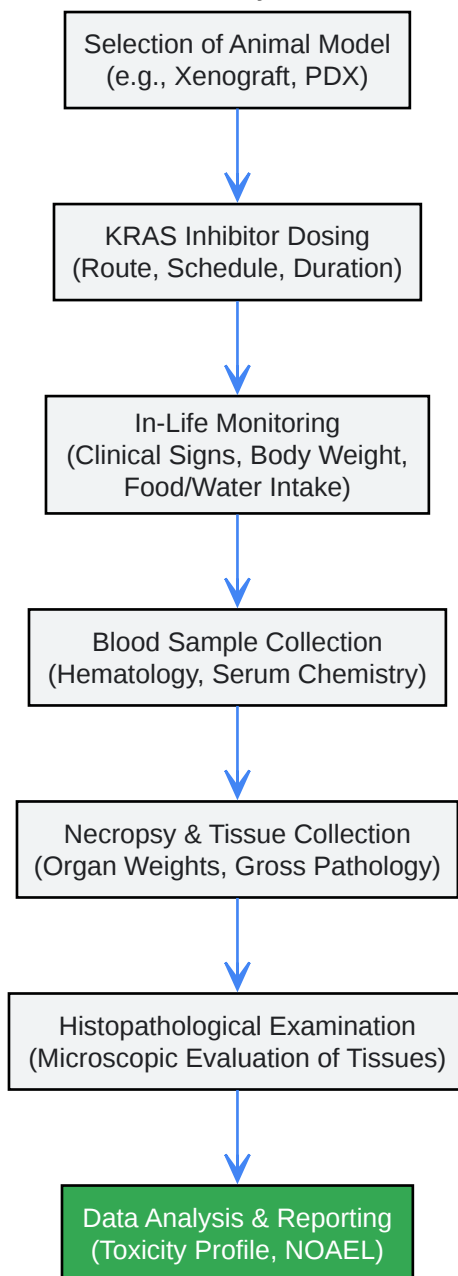 Selection of Animal Model
(e.g., Xenograft, PDX)
KRAS Inhibitor Dosing
(Route, Schedule, Duration)
In-Life Monitoring
(Clinical Signs, Body Weight,
Food/Water Intake)
Blood Sample Collection
(Hematology, Serum Chemistry)
Necropsy & Tissue Collection
(Organ Weights, Gross Pathology)
Histopathological Examination
(Microscopic Evaluation of Tissues)
Data Analysis & Reporting
(Toxicity Profile, NOAEL)